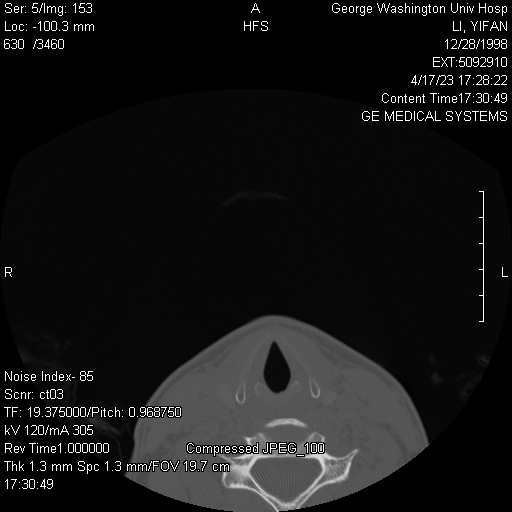 Ser: 5/Img: 153
Loc: -100.3 mm
630 /3460
A
HFS
George Washington Univ Hosp
LI, YIFAN
12/28/1998
EXT:5092910
4/17/23 17:28:22
Content Time17:30:49
GE MEDICAL SYSTEMS
R
L
Noise Index- 85
Scnr: ct03
TF: 19.375000/Pitch: 0.968750
kV 120/mA 305
Rev Time1.000000
Compressed JPEG_100
Thk 1.3 mm Spc 1.3 mm/FOV 19.7 cm
17:30:49